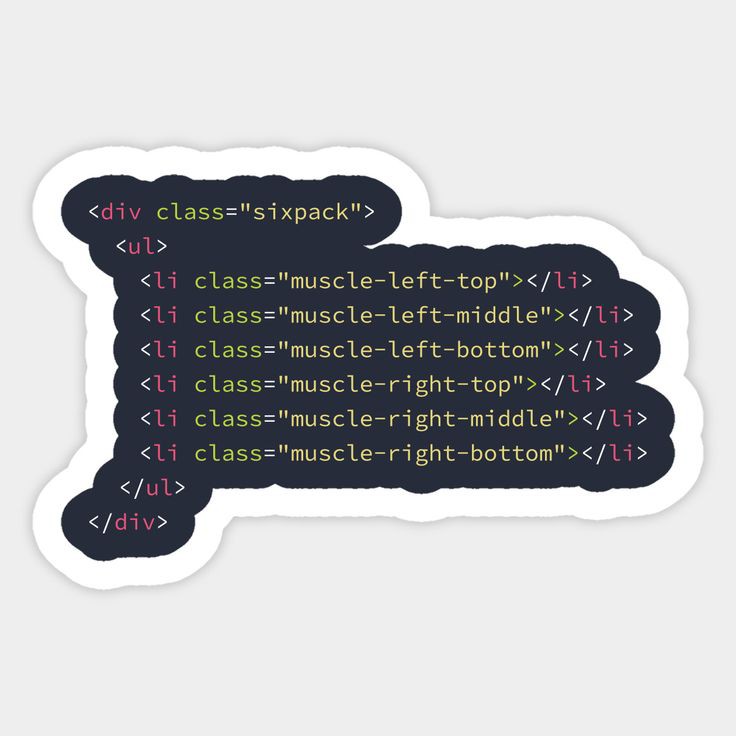 <div class="sixpack">
<ul>
<li class="muscle-left-top"></li>
<li class="muscle-left-middle"></li>
<li class="muscle-left-bottom"></li>
<li class="muscle-right-top"></li>
<li class="muscle-right-middle"></li>
<li class="muscle-right-bottom"></li>
</ul>
</div>